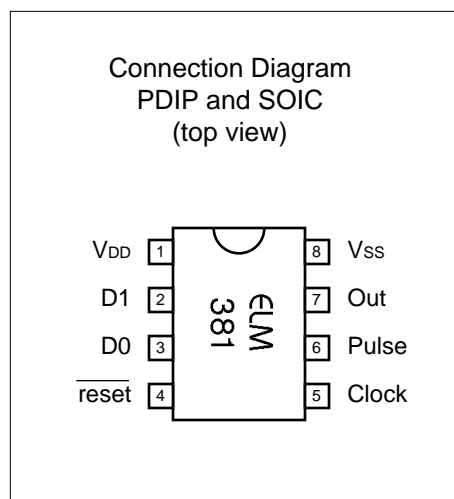 Connection Diagram
PDIP and SOIC
(top view)
VDD 1 8 VSS
D1 2 7 Out
D0 3 6 Pulse
reset 4 5 Clock
ELM
381